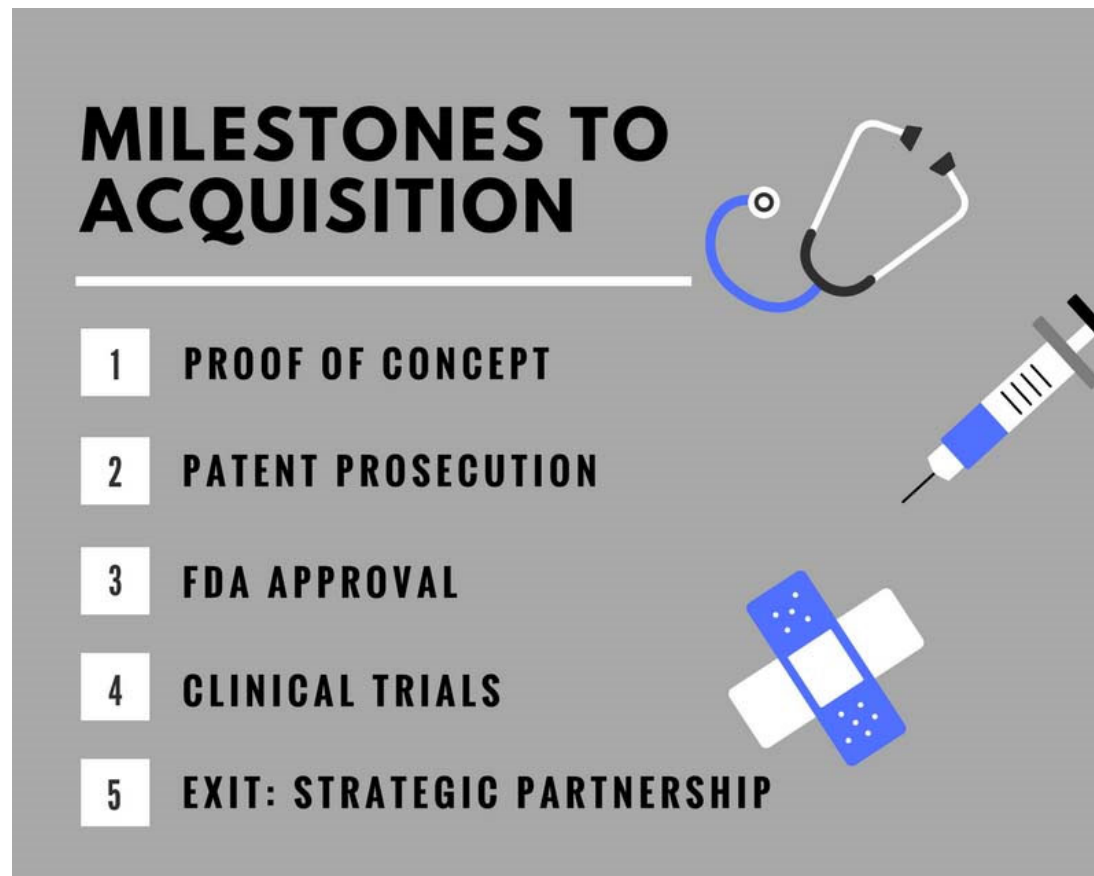 MILESTONES TO
ACQUISITION
1 PROOF OF CONCEPT
2 PATENT PROSECUTION
3 FDA APPROVAL
4 CLINICAL TRIALS
5 EXIT: STRATEGIC PARTNERSHIP